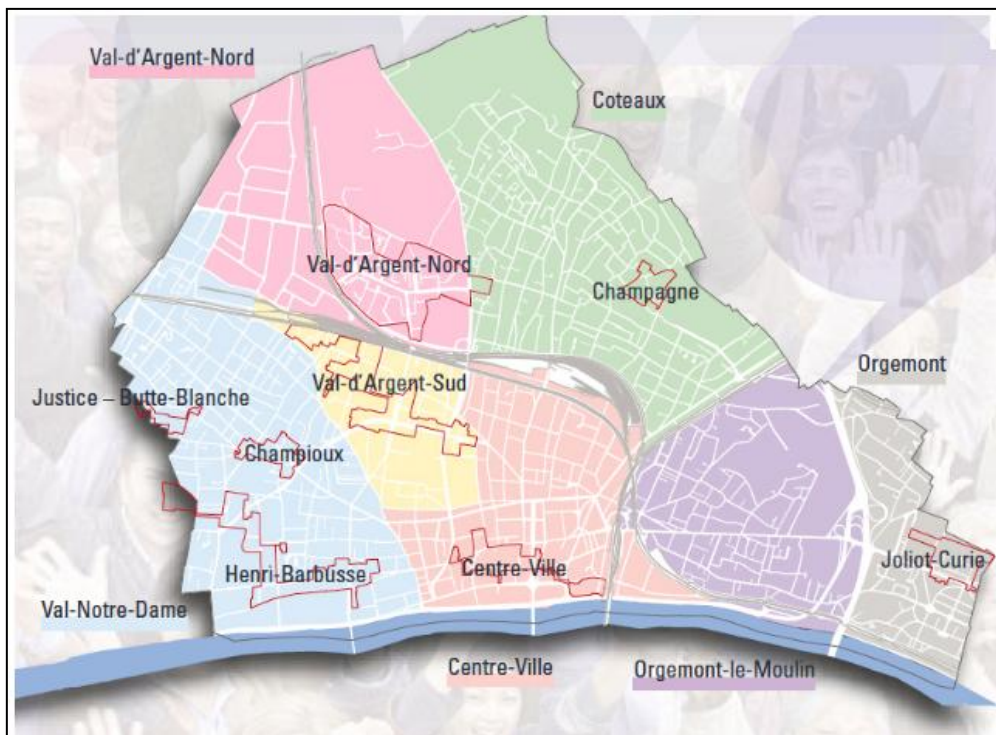 Val-d'Argent-Nord
Coteaux
Val-d'Argent-Nord
Champagne
Orgemont
Val-d'Argent-Sud
Justice – Butte-Blanche
Champioux
Joliot-Curie
Henri-Barbusse
Centre-Ville
Val-Notre-Dame
Centre-Ville
Orgemont-le-Moulin